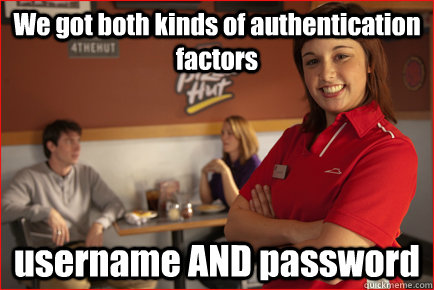 We got both kinds of authentication
factors
#4THEHUT
Pizza
Hut
username AND password
quickmeme.com